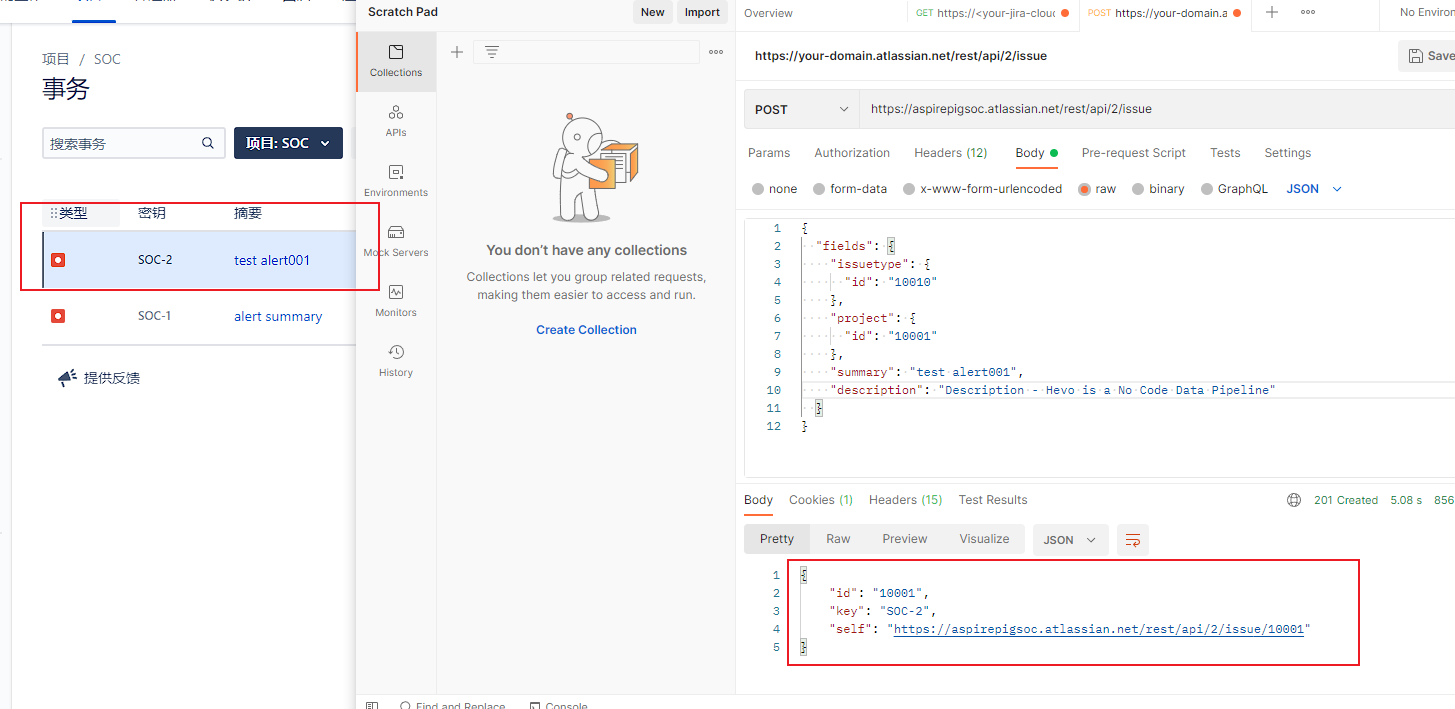 项目 / SOC
事务
搜索事务
项目: SOC
类型 密钥 摘要
SOC-2 test alert001
SOC-1 alert summary
提供反馈
Scratch Pad
New Import
Collections
APIs
Environments
Mock Servers
Monitors
History
You don't have any collections
Collections let you group related requests,
making them easier to access and run.
Create Collection
Overview
GET https://<your-jira-clou
POST https://your-domain.a
No Environ
https://your-domain.atlassian.net/rest/api/2/issue
Save
POST https://aspirepigsoc.atlassian.net/rest/api/2/issue
Params Authorization Headers (12) Body Pre-request Script Tests Settings
none form-data x-www-form-urlencoded raw binary GraphQL JSON
1 {
2 "fields": {
3 "issuetype": {
4 "id": "10010"
5 },
6 "project": {
7 "id": "10001"
8 },
9 "summary": "test alert001",
10 "description": "Description - Hevo is a No Code Data Pipeline"
11 }
12 }
Body Cookies (1) Headers (15) Test Results
201 Created 5.08 s 856
Pretty Raw Preview Visualize JSON
1 {
2 "id": "10001",
3 "key": "SOC-2",
4 "self": "https://aspirepigsoc.atlassian.net/rest/api/2/issue/10001"
5 }
Find and Replace Console